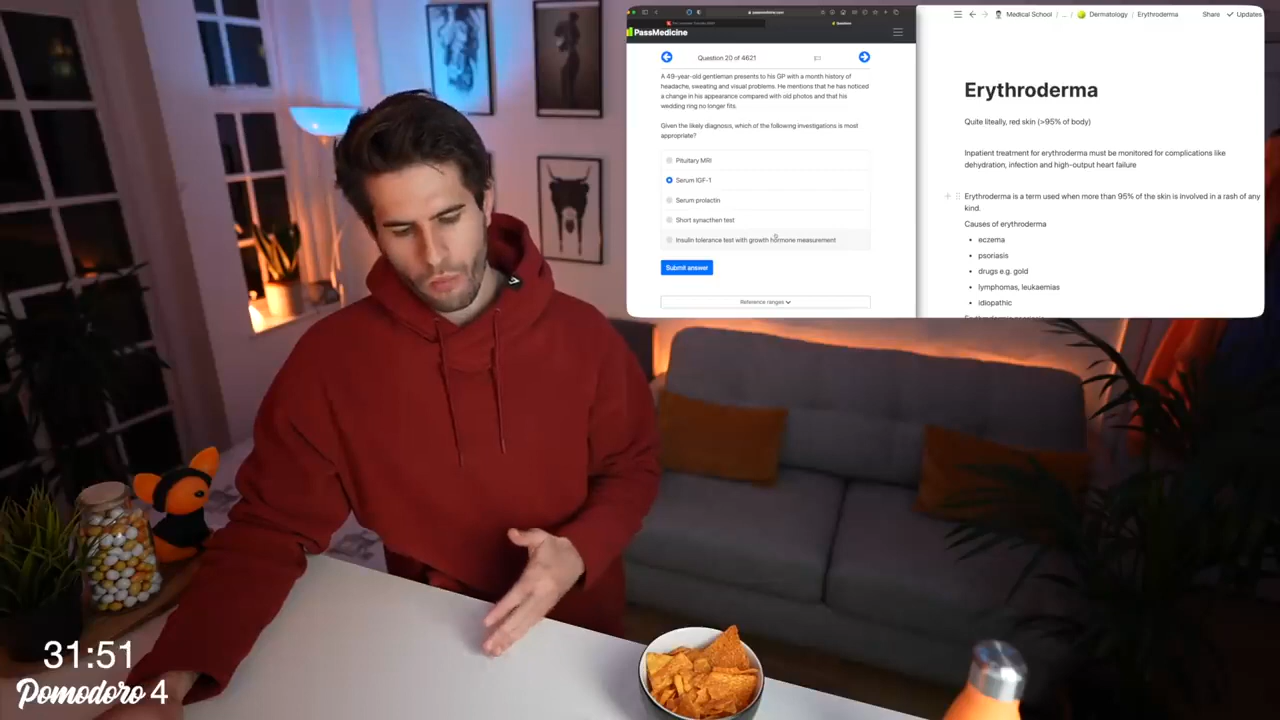 passmedicine.com
Questions
PassMedicine
Question 20 of 4621
A 49-year-old gentleman presents to his GP with a month history of
headache, sweating and visual problems. He mentions that he has noticed
a change in his appearance compared with old photos and that his
wedding ring no longer fits.
Given the likely diagnosis, which of the following investigations is most
appropriate?
Pituitary MRI
Serum IGF-1
Serum prolactin
Short synacthen test
Insulin tolerance test with growth hormone measurement
Submit answer
Reference ranges
Medical School / ... / Dermatology / Erythroderma
Share
Updates
Erythroderma
Quite literally, red skin (>95% of body)
Inpatient treatment for erythroderma must be monitored for complications like
dehydration, infection and high-output heart failure
Erythroderma is a term used when more than 95% of the skin is involved in a rash of any
kind.
Causes of erythroderma
• eczema
• psoriasis
• drugs e.g. gold
• lymphomas, leukaemias
• idiopathic
31:51
Pomodoro 4